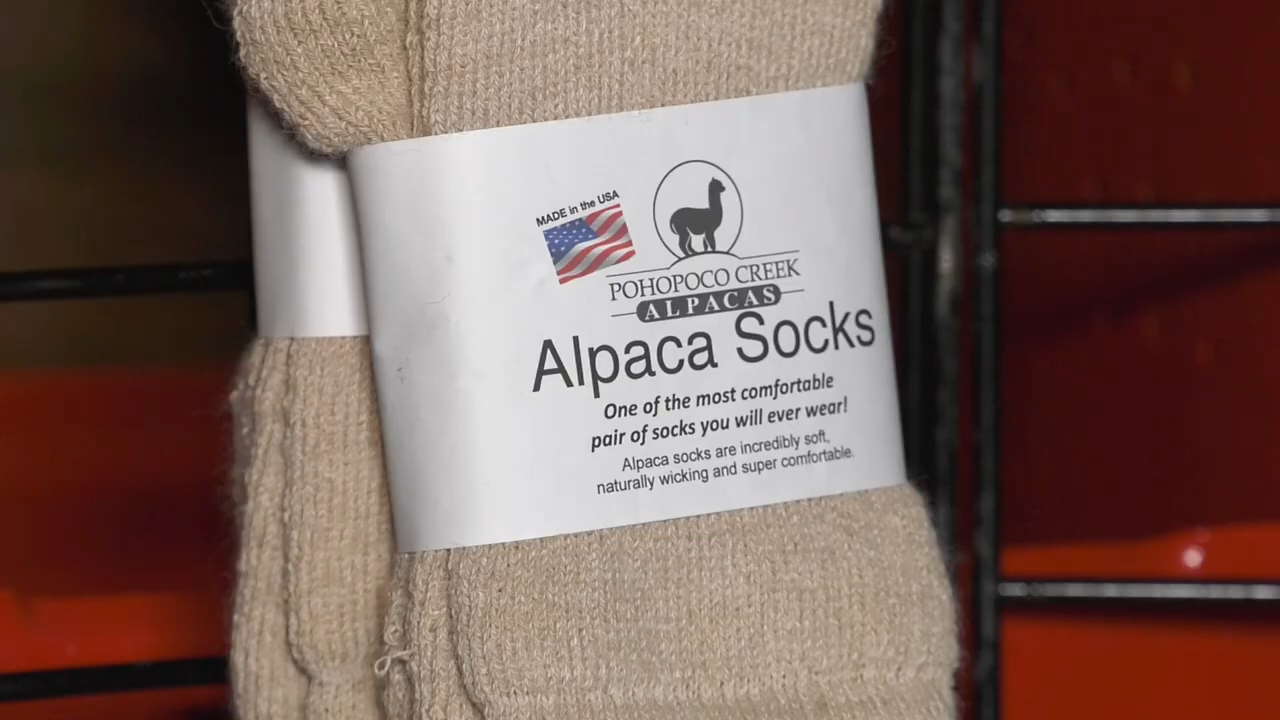 MADE in the USA
POHOPOCO CREEK
ALPACAS
Alpaca Socks
One of the most comfortable
pair of socks you will ever wear!
Alpaca socks are incredibly soft,
naturally wicking and super comfortable.